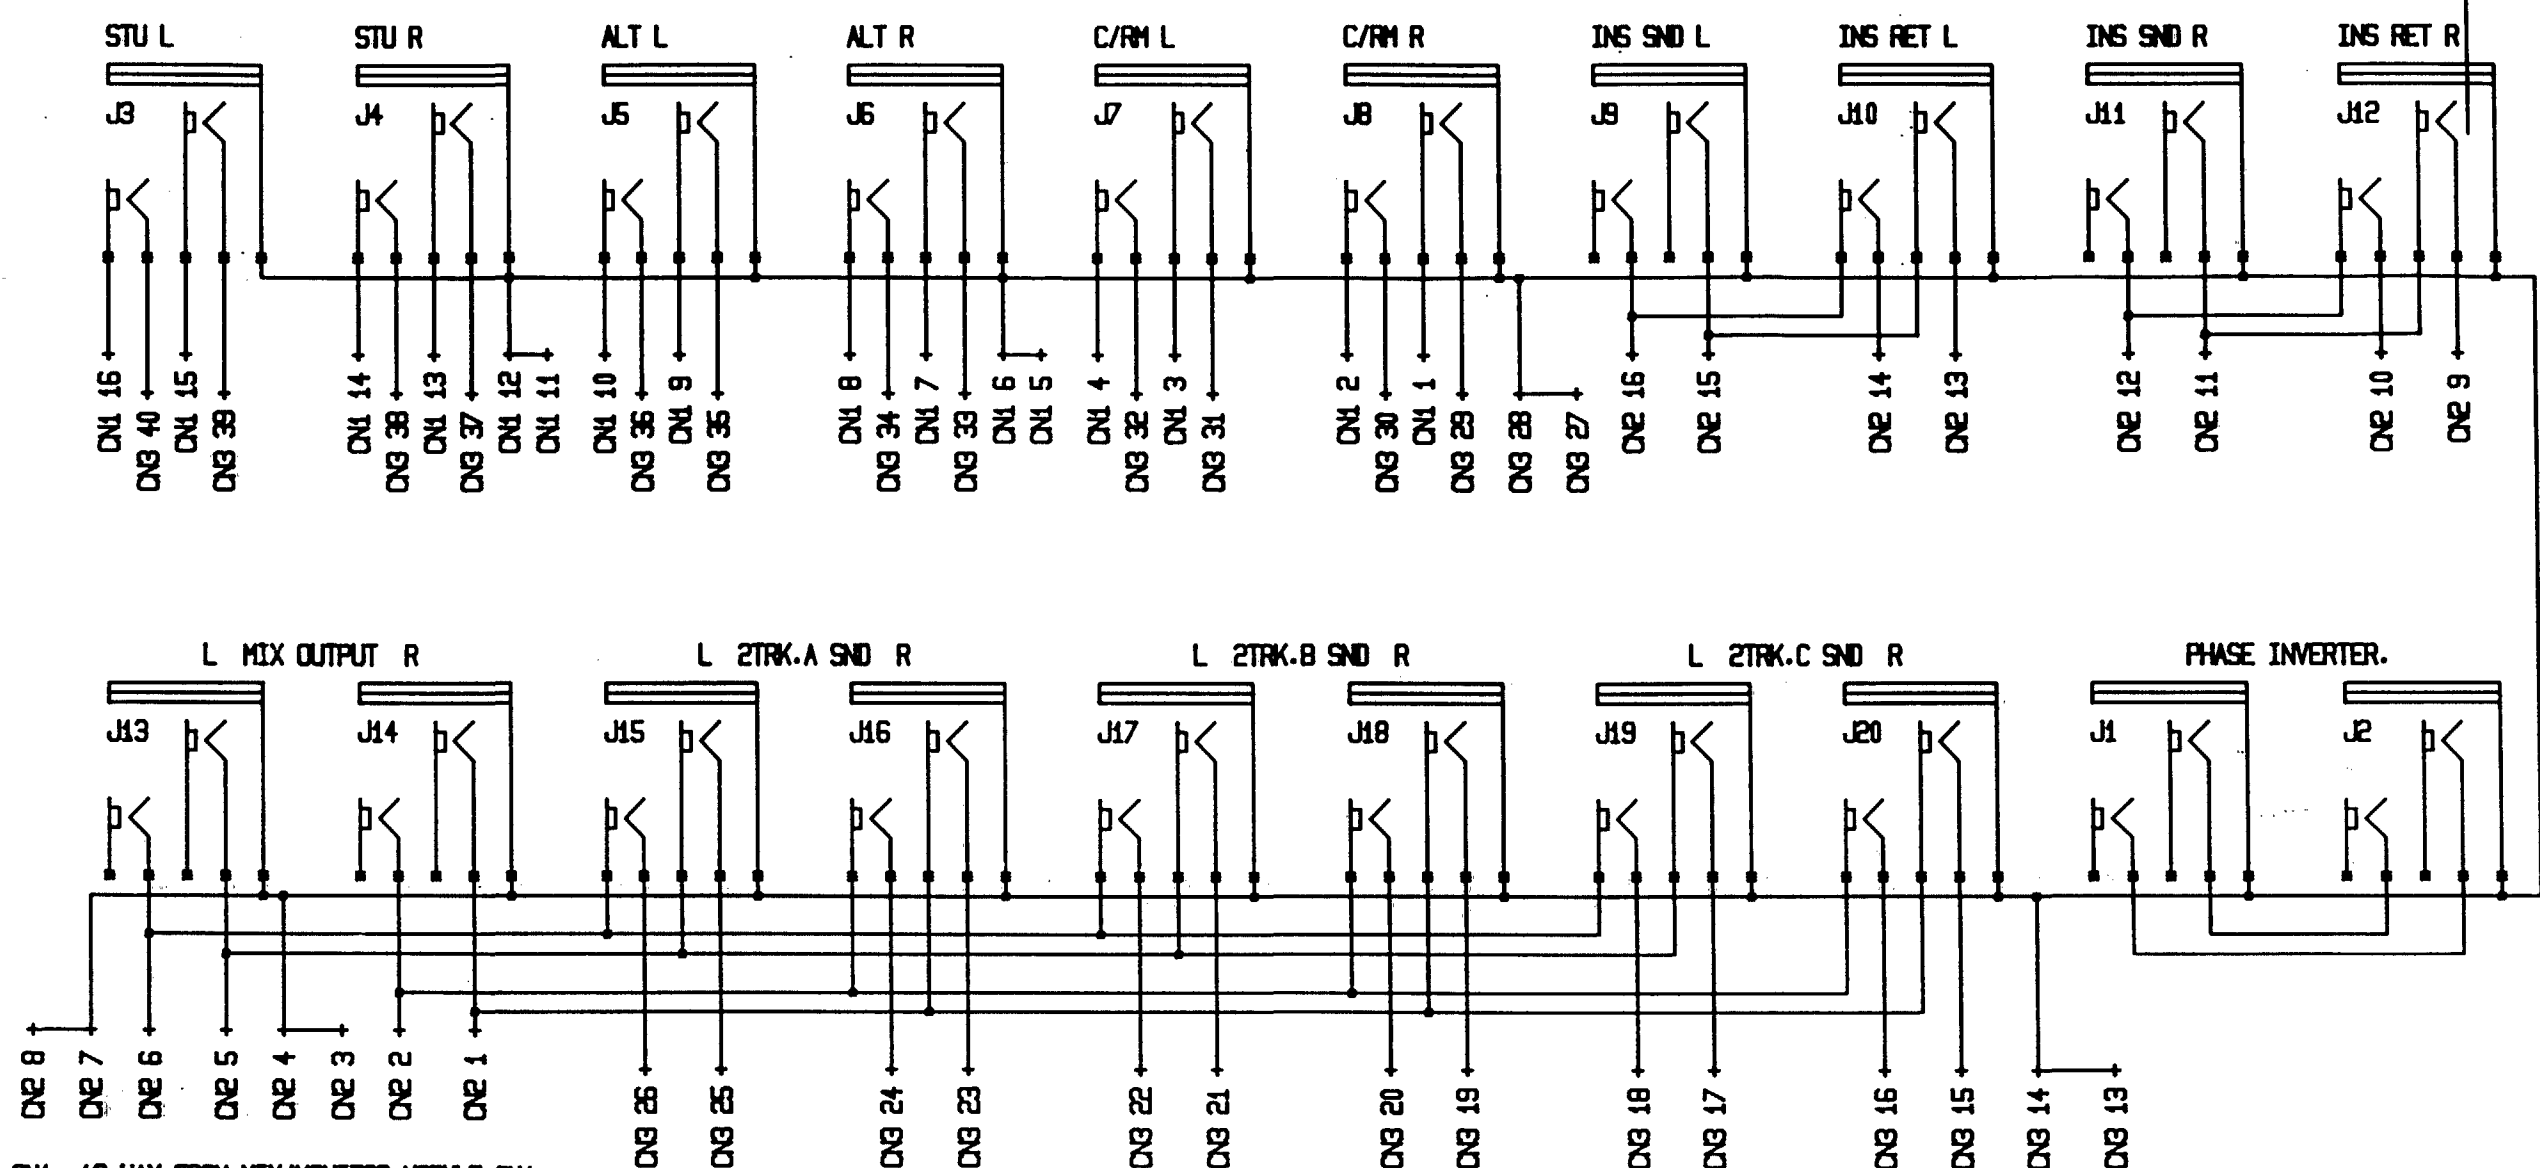 STU L STU R ALT L ALT R C/RM L C/RM R INS SND L INS RET L INS SND R INS RET R
J3 J4 J5 J6 J7 J8 J9 J10 J11 J12
CN1 16
CN3 40
CN1 15
CN3 39
CN1 14
CN3 38
CN1 13
CN3 37
CN1 12
CN1 11
CN1 10
CN3 36
CN1 9
CN3 35
CN1 8
CN3 34
CN1 7
CN3 33
CN1 6
CN1 5
CN1 4
CN3 32
CN1 3
CN3 31
CN1 2
CN3 30
CN1 1
CN3 29
CN3 28
CN3 27
CN2 16
CN2 15
CN2 14
CN2 13
CN2 12
CN2 11
CN2 10
CN2 9
L MIX OUTPUT R L 2TRK.A SND R L 2TRK.B SND R L 2TRK.C SND R PHASE INVERTER.
J13 J14 J15 J16 J17 J18 J19 J20 J1 J2
CN2 8
CN2 7
CN2 6
CN2 5
CN2 4
CN2 3
CN2 2
CN2 1
CN3 26
CN3 25
CN3 24
CN3 23
CN3 22
CN3 21
CN3 20
CN3 19
CN3 18
CN3 17
CN3 16
CN3 15
CN3 14
CN3 13